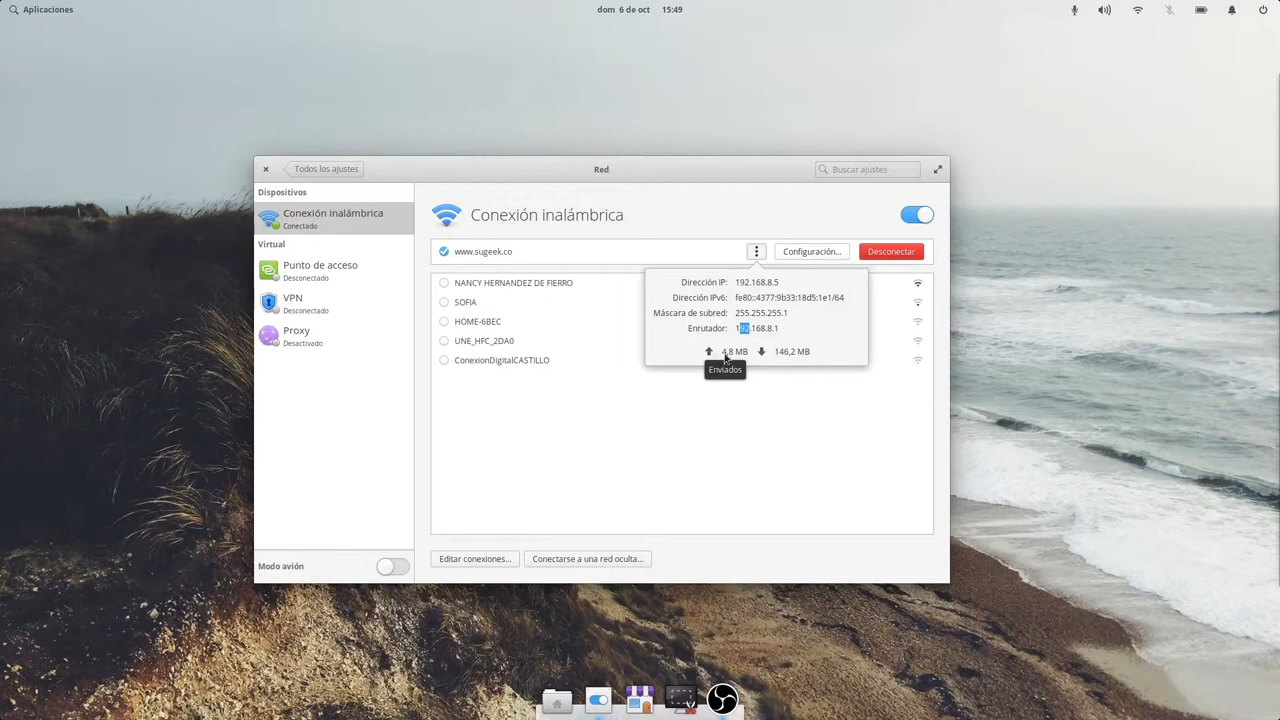 Aplicaciones
dom 6 de oct 15:49
Todos los ajustes
Red
Buscar ajustes
Dispositivos
Conexión inalámbrica
Conectado
Virtual
Punto de acceso
Desconectado
VPN
Desconectado
Proxy
Desactivado
Modo avión
Conexión inalámbrica
www.sugeek.co
Configuración...
Desconectar
NANCY HERNANDEZ DE FIERRO
SOFIA
HOME-6BEC
UNE_HFC_2DA0
ConexionDigitalCASTILLO
Dirección IP: 192.168.8.5
Dirección IPv6: fe80::4377:9b33:18d5:1e1/64
Máscara de subred: 255.255.255.1
Enrutador: 192.168.8.1
4,8 MB 146,2 MB
Enviados
Editar conexiones...
Conectarse a una red oculta...